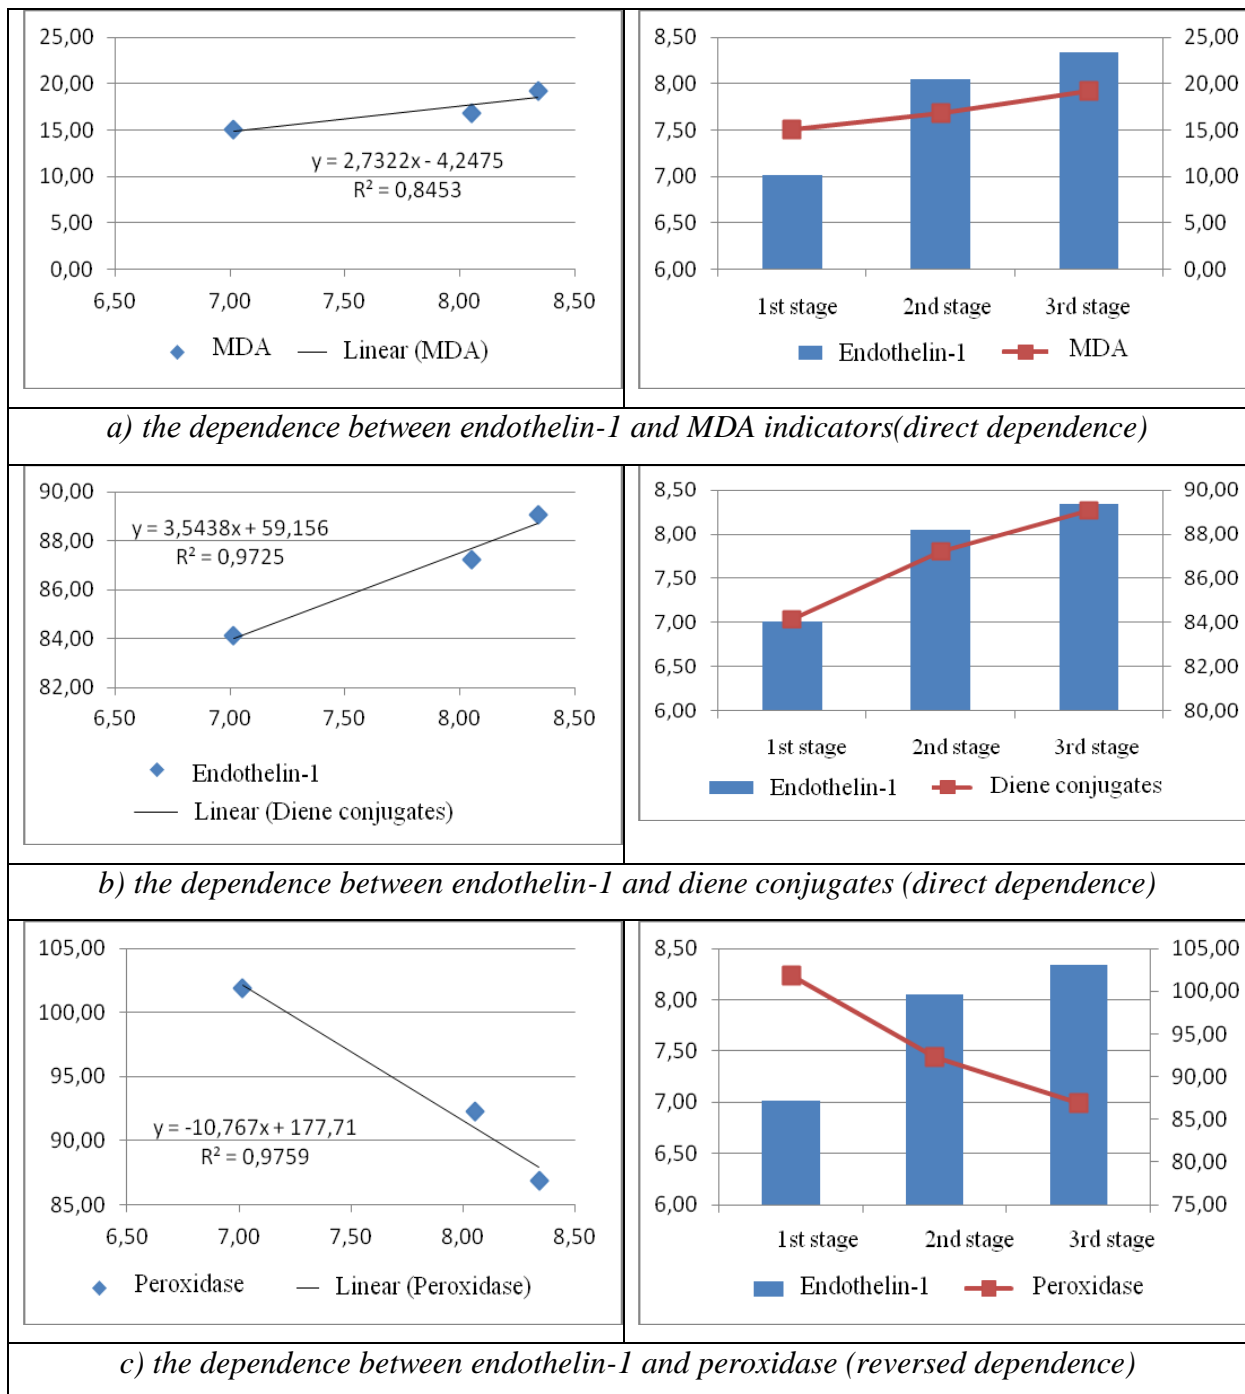 25,00
20,00
15,00
10,00
5,00
0,00
y = 2,7322x - 4,2475
R² = 0,8453
6,50 7,00 7,50 8,00 8,50
MDA Linear (MDA)
8,50
8,00
7,50
7,00
6,50
6,00
25,00
20,00
15,00
10,00
5,00
0,00
1st stage 2nd stage 3rd stage
Endothelin-1 MDA
a) the dependence between endothelin-1 and MDA indicators(direct dependence)
90,00
88,00
86,00
84,00
82,00
y = 3,5438x + 59,156
R² = 0,9725
6,50 7,00 7,50 8,00 8,50
Endothelin-1
Linear (Diene conjugates)
8,50
8,00
7,50
7,00
6,50
6,00
90,00
88,00
86,00
84,00
82,00
80,00
1st stage 2nd stage 3rd stage
Endothelin-1 Diene conjugates
b) the dependence between endothelin-1 and diene conjugates (direct dependence)
105,00
100,00
95,00
90,00
85,00
y = -10,767x + 177,71
R² = 0,9759
6,50 7,00 7,50 8,00 8,50
Peroxidase Linear (Peroxidase)
8,50
8,00
7,50
7,00
6,50
6,00
105,00
100,00
95,00
90,00
85,00
80,00
75,00
1st stage 2nd stage 3rd stage
Endothelin-1 Peroxidase
c) the dependence between endothelin-1 and peroxidase (reversed dependence)